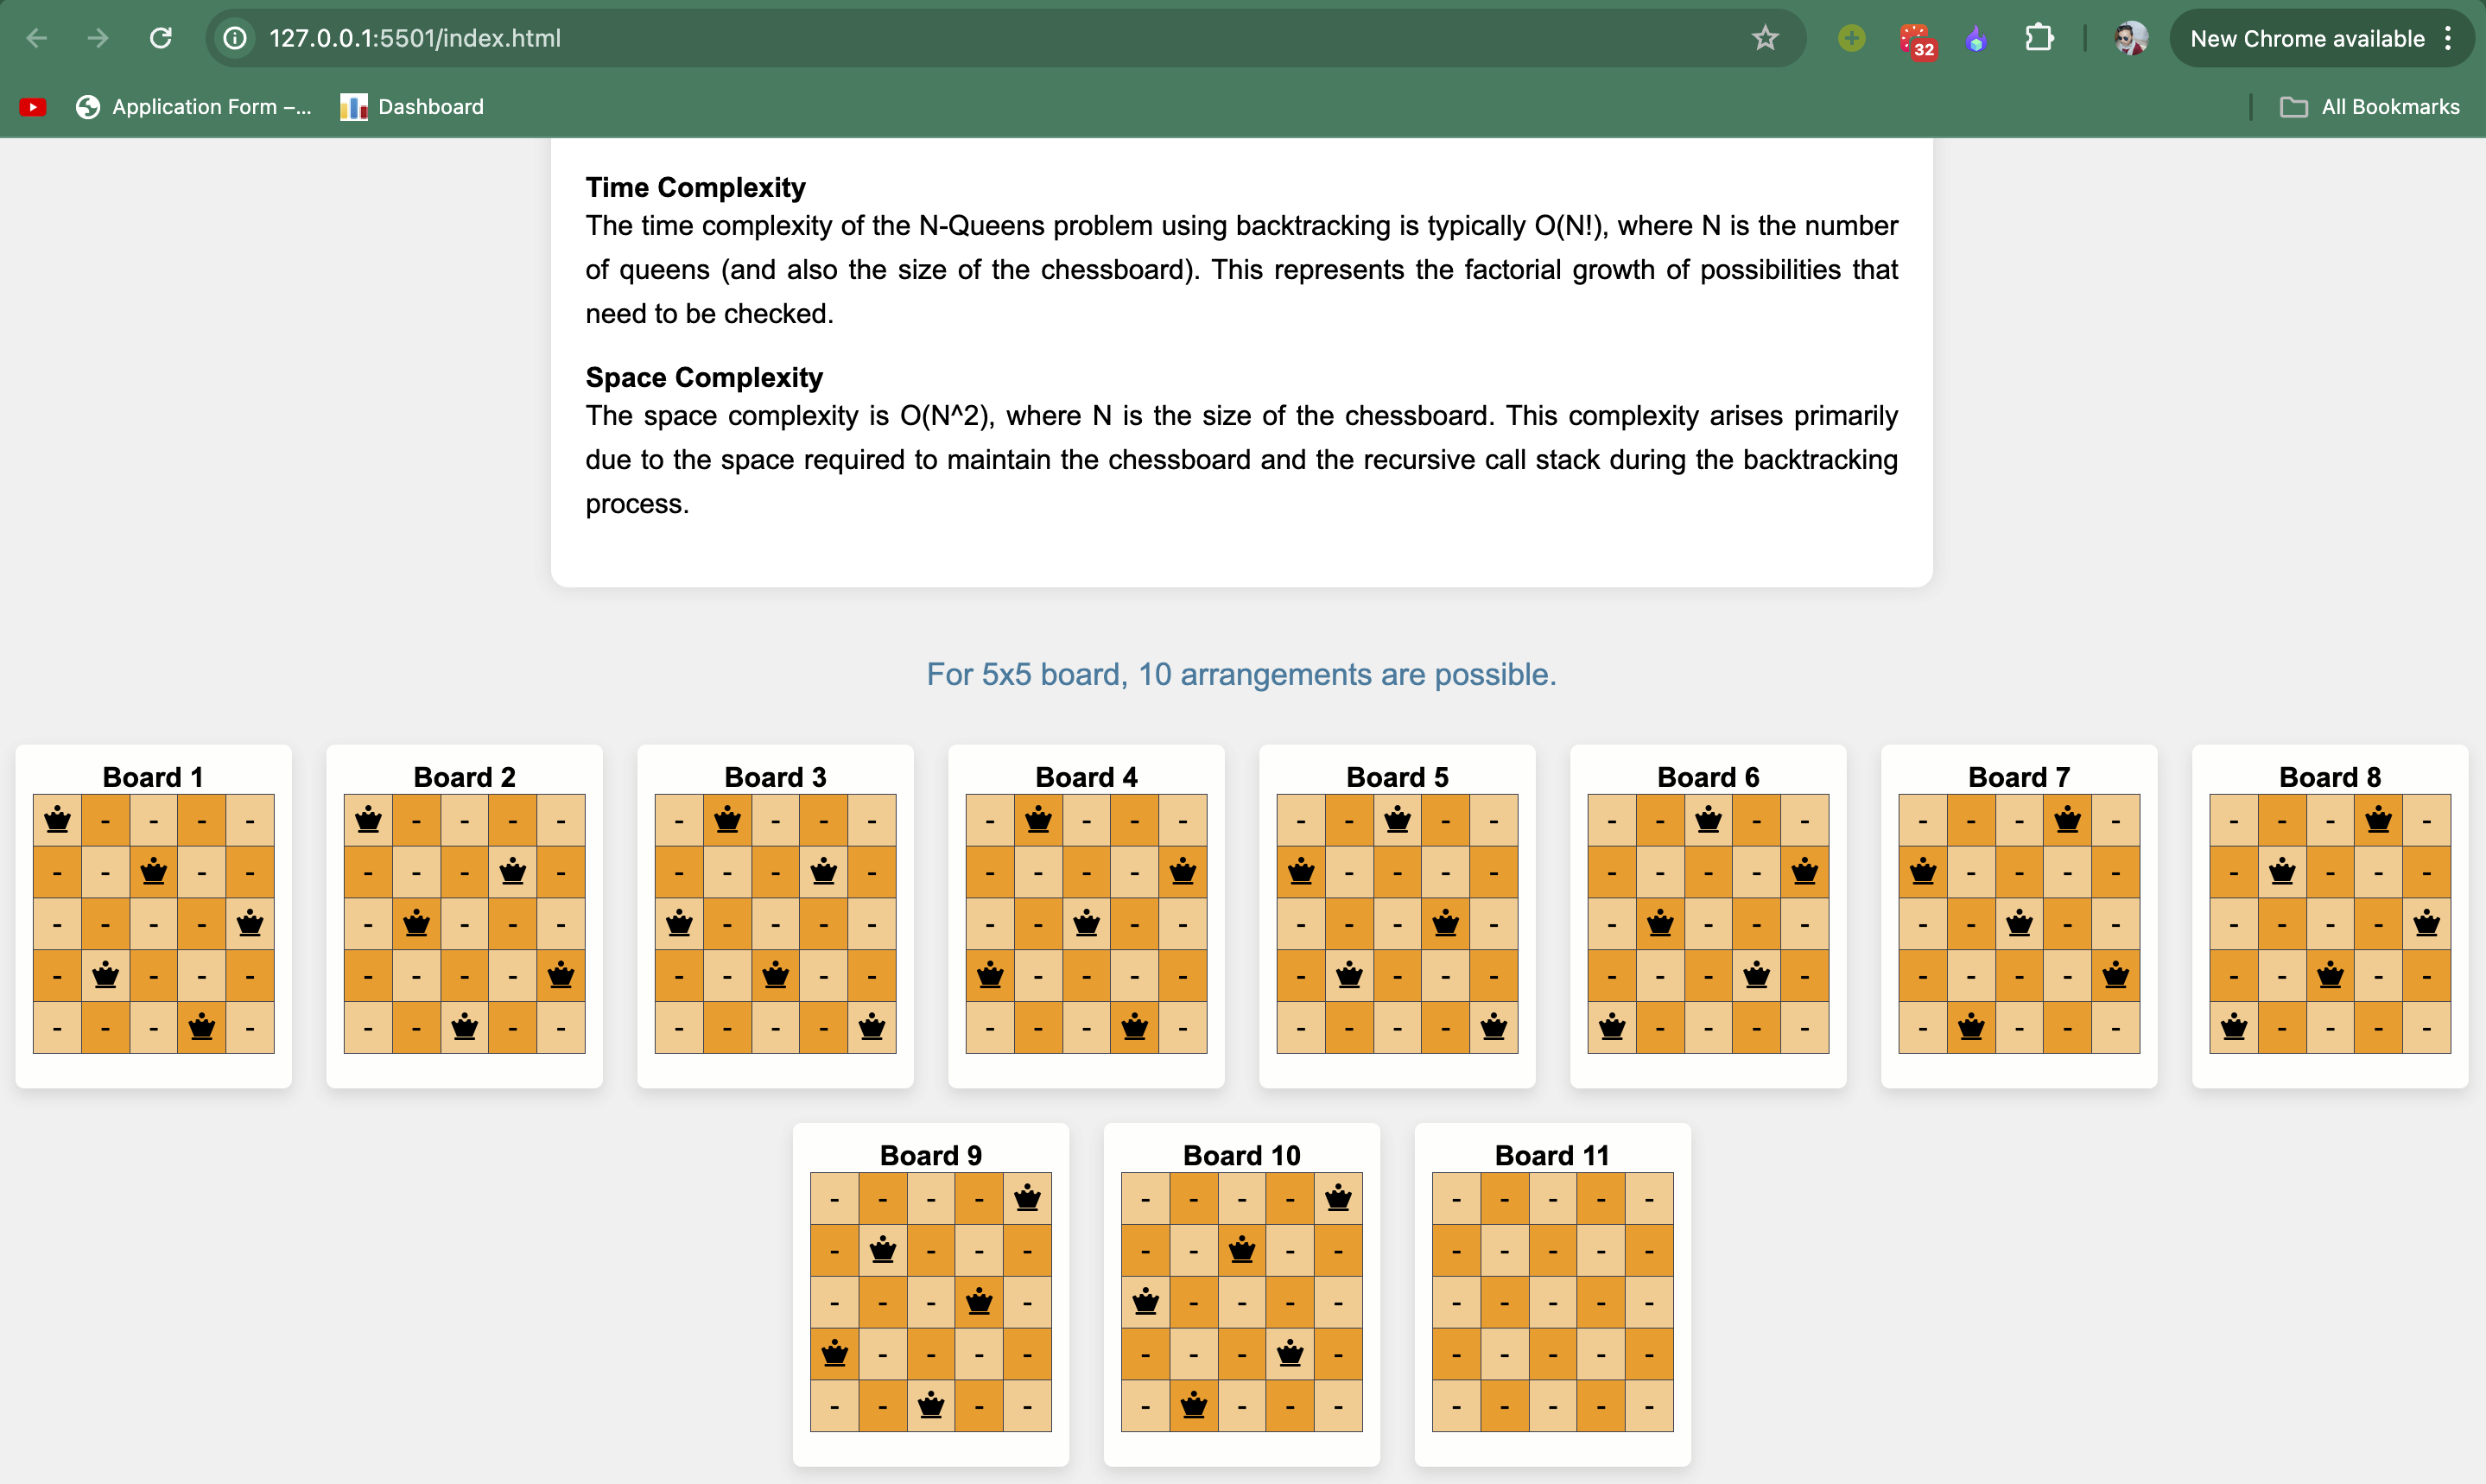 127.0.0.1:5501/index.html
32
New Chrome available
Application Form –...
Dashboard
All Bookmarks
Time Complexity
The time complexity of the N-Queens problem using backtracking is typically O(N!), where N is the number
of queens (and also the size of the chessboard). This represents the factorial growth of possibilities that
need to be checked.
Space Complexity
The space complexity is O(N^2), where N is the size of the chessboard. This complexity arises primarily
due to the space required to maintain the chessboard and the recursive call stack during the backtracking
process.
For 5x5 board, 10 arrangements are possible.
Board 1
Board 2
Board 3
Board 4
Board 5
Board 6
Board 7
Board 8
Board 9
Board 10
Board 11